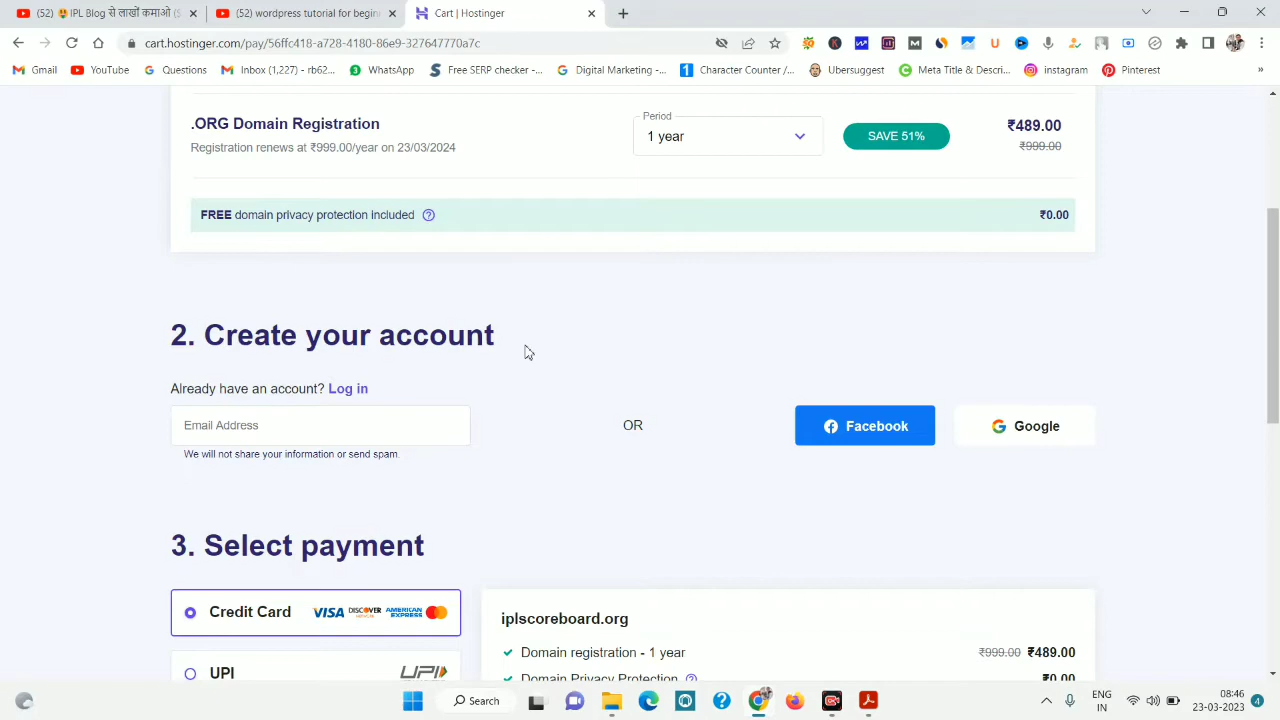 (52) 🤑 IPL Blog से लाखों कमाओ (S
(52) wordpress tutorial for beginn
Cart | Hostinger
cart.hostinger.com/pay/56ffc418-e728-4180-86e9-327647770a7c
Gmail
YouTube
Questions
Inbox (1,227) - rb62...
WhatsApp
Free SERP checker -...
Digital Marketing -...
Character Counter /...
Ubersuggest
Meta Title & Descri...
instagram
Pinterest
»
.ORG Domain Registration
Registration renews at ₹999.00/year on 23/03/2024
Period
1 year
SAVE 51%
₹489.00
₹999.00
FREE domain privacy protection included
₹0.00
2. Create your account
Already have an account? Log in
Email Address
We will not share your information or send spam.
OR
Facebook
Google
3. Select payment
Credit Card VISA DISCOVER AMERICAN EXPRESS
UPI UPI
iplscoreboard.org
Domain registration - 1 year ₹999.00 ₹489.00
Domain Privacy Protection ₹0.00
Search
ENG
IN
08:46
23-03-2023
4